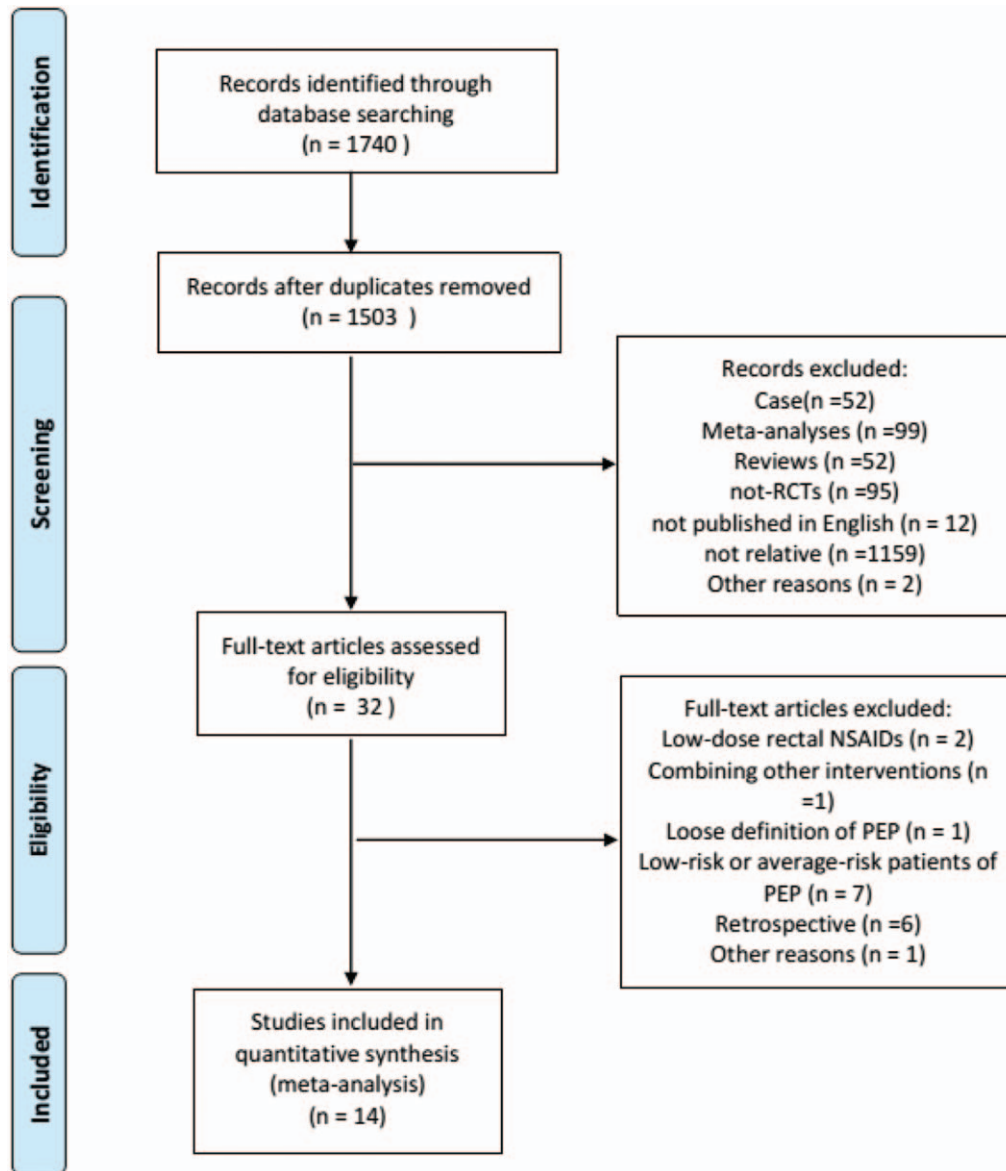 Identification
Records identified through
database searching
(n = 1740 )
Records after duplicates removed
(n = 1503  )
Screening
Records excluded:
Case(n =52)
Meta-analyses (n =99)
Reviews (n =52)
not-RCTs (n =95)
not published in English (n = 12)
not relative (n =1159)
Other reasons (n = 2)
Full-text articles assessed
for eligibility
(n =  32 )
Eligibility
Full-text articles excluded:
Low-dose rectal NSAIDs (n = 2)
Combining other interventions (n
=1)
Loose definition of PEP (n = 1)
Low-risk or average-risk patients of
PEP (n = 7)
Retrospective (n =6)
Other reasons (n = 1)
Included
Studies included in
quantitative synthesis
(meta-analysis)
(n = 14)